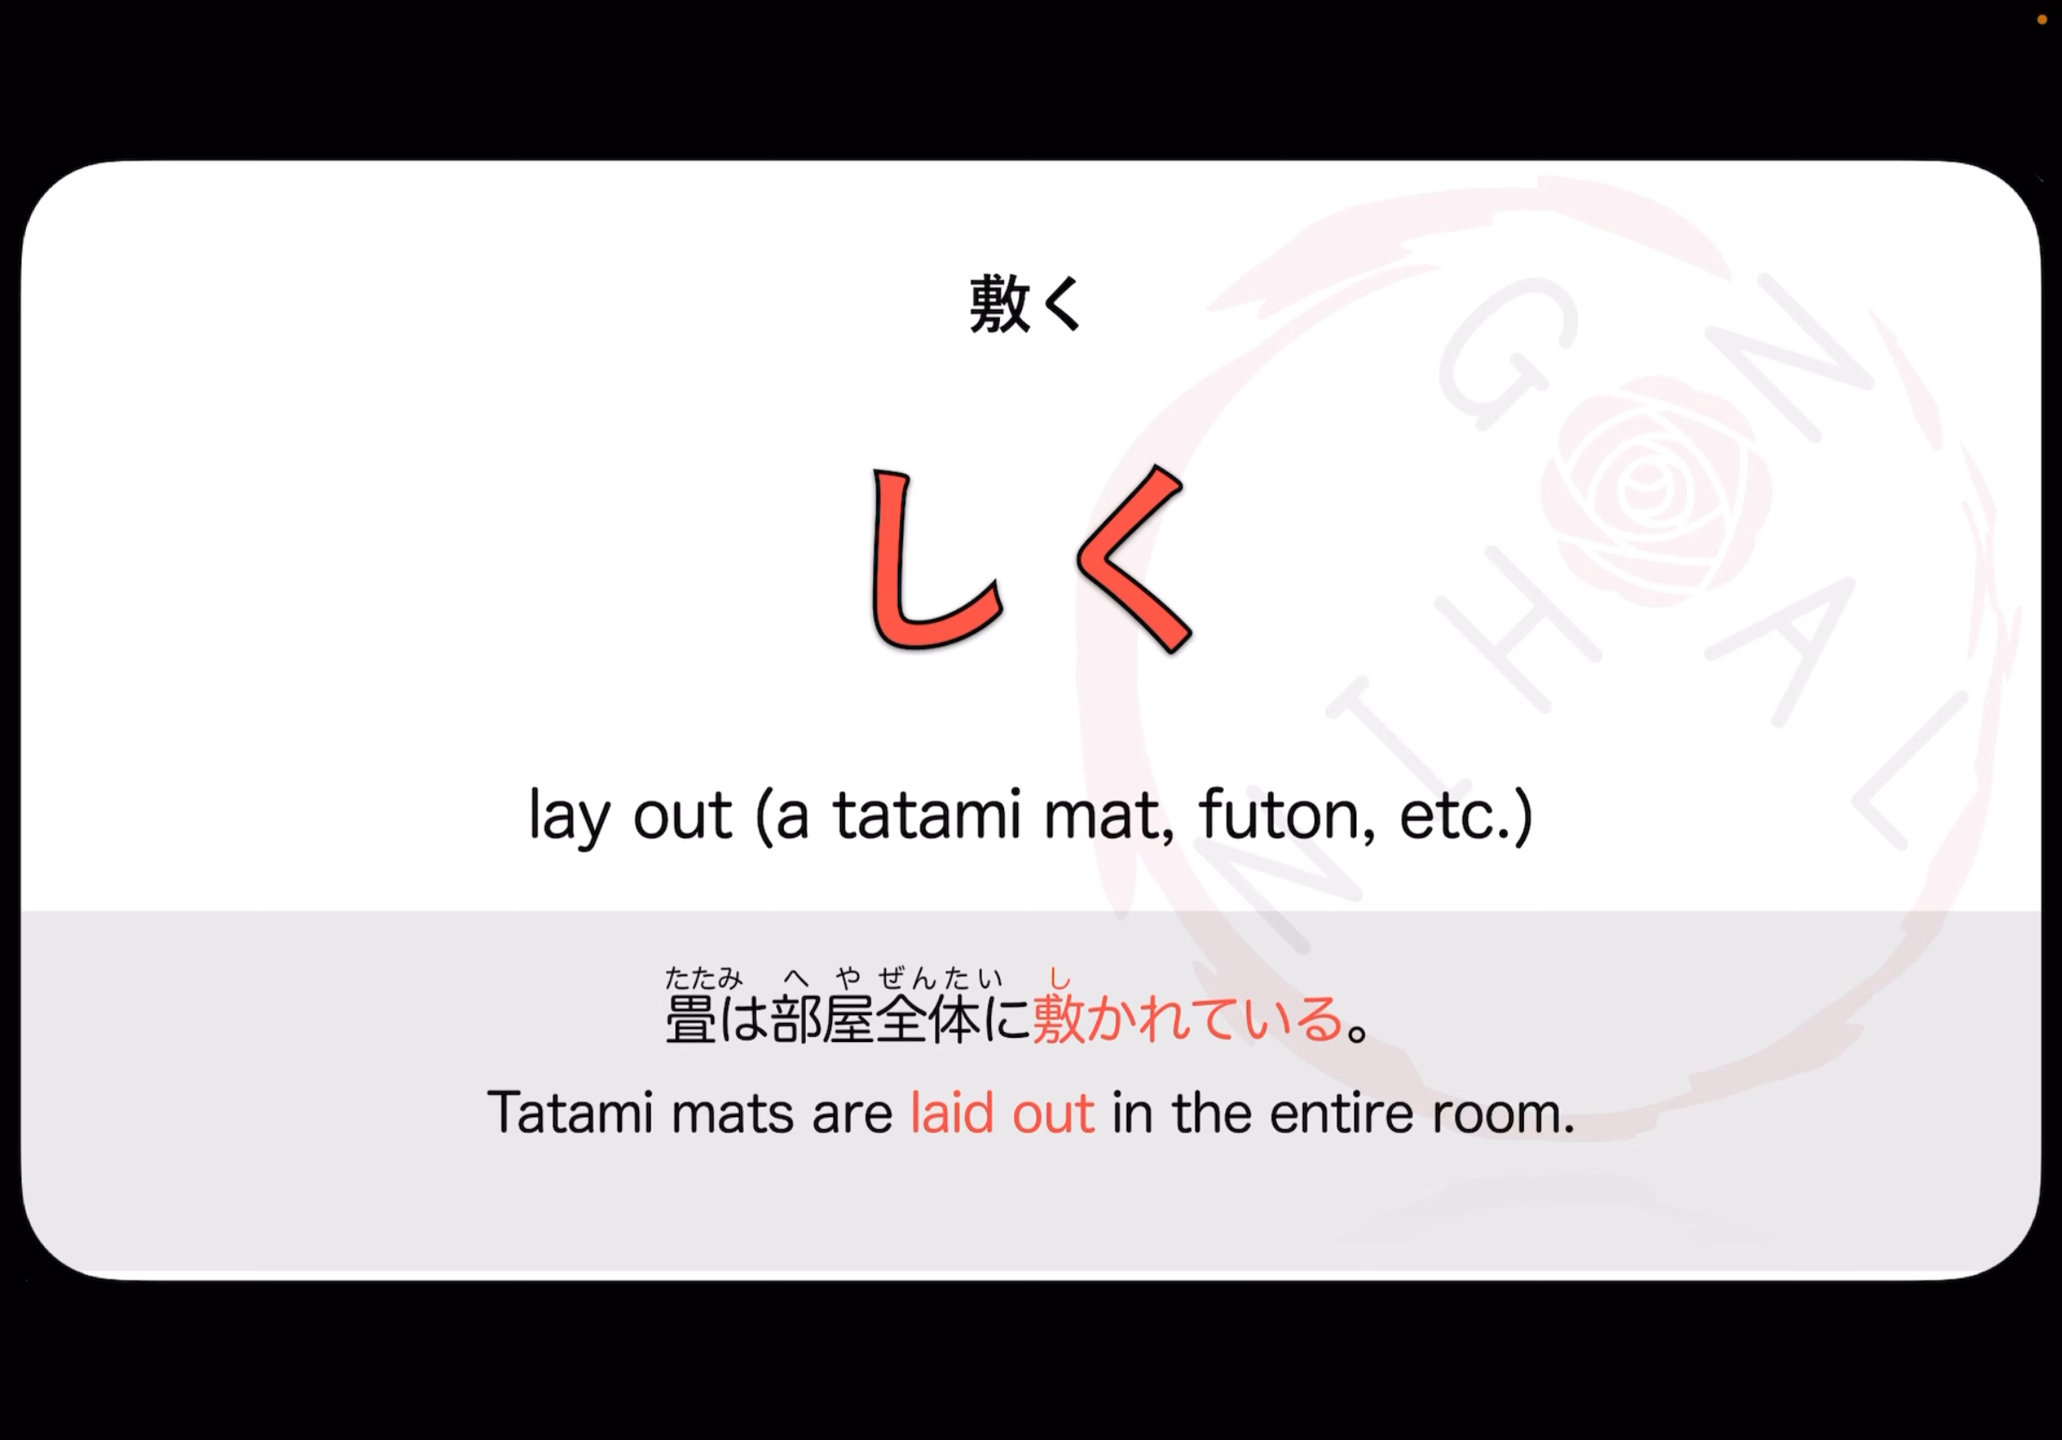 敷く
しく
lay out (a tatami mat, futon, etc.)
たたみ へ や ぜんたい し
畳は部屋全体に敷かれている。
Tatami mats are laid out in the entire room.
NIHON
GNAL